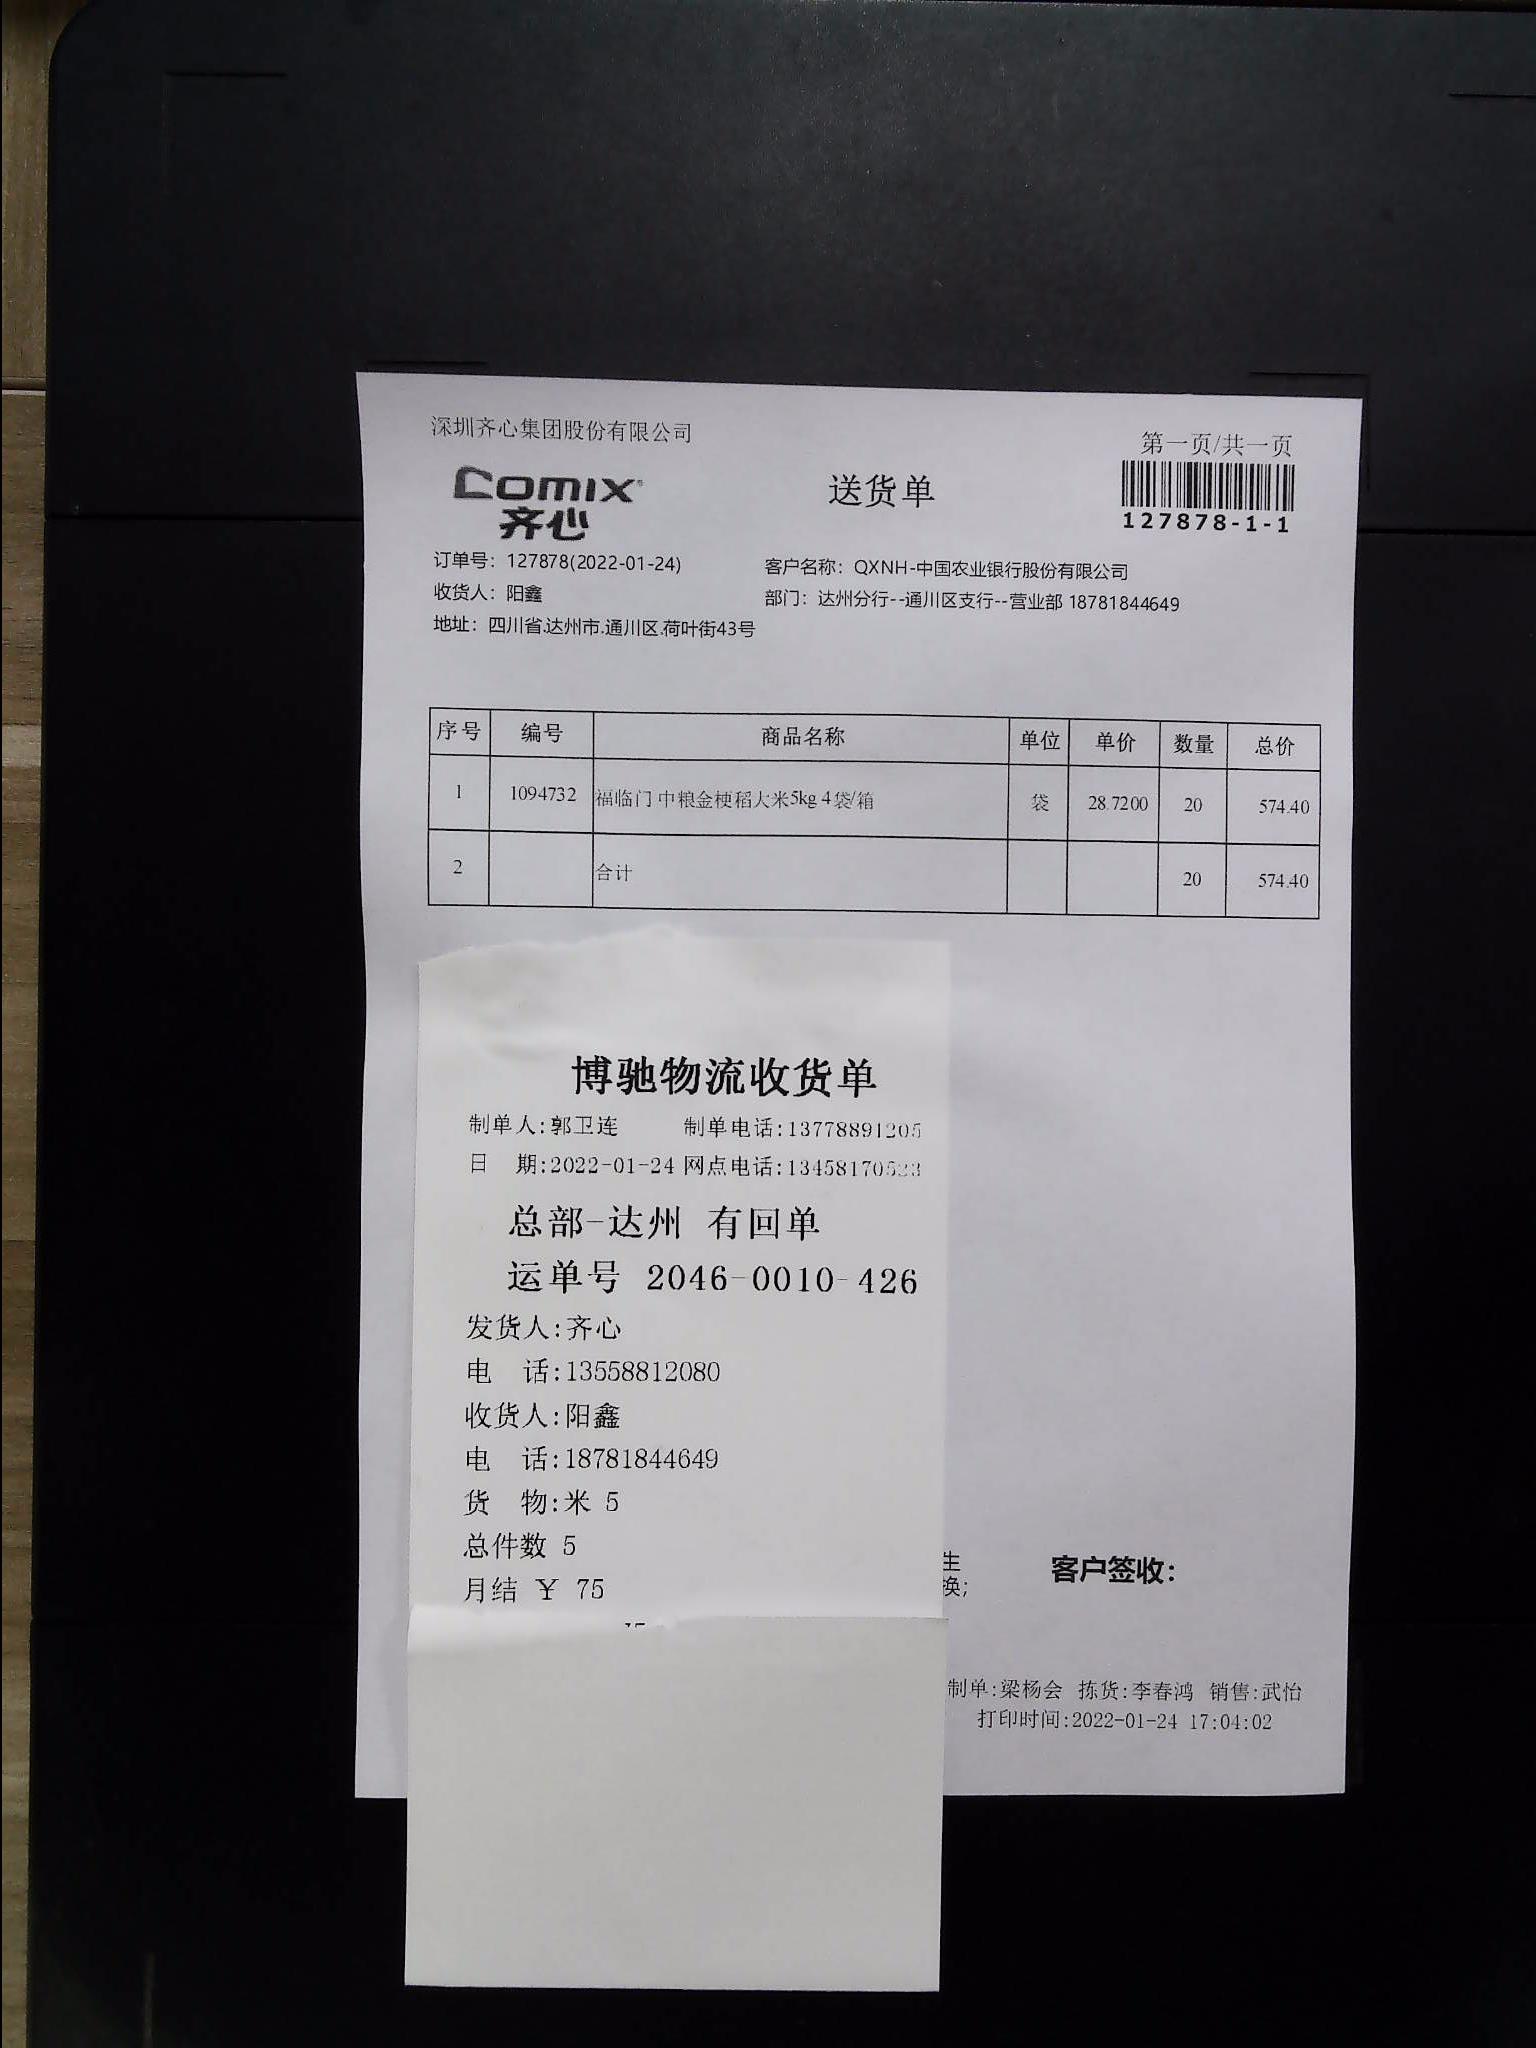 深圳齐心集团股份有限公司
第一页/共一页
comix
齐心
送货单
127878-1-1
订单号：127878(2022-01-24)
客户名称：QXNH-中国农业银行股份有限公司
收货人：阳鑫
部门：达州分行--通川区支行--营业部 18781844649
地址：四川省.达州市.通川区.荷叶街43号
序号 编号 商品名称 单位 单价 数量 总价
1 1094732 福临门 中粮金梗稻大米5kg 4袋/箱 袋 28.7200 20 574.40
2 合计 20 574.40
博驰物流收货单
制单人:郭卫连 制单电话:13778891205
日 期:2022-01-24 网点电话:13458170523
总部-达州 有回单
运单号 2046-0010-426
发货人:齐心
电 话:13558812080
收货人:阳鑫
电 话:18781844649
货 物:米 5
总件数 5
月结 ¥ 75
生
换;
客户签收:
制单:梁杨会 拣货:李春鸿 销售:武怡
打印时间:2022-01-24 17:04:02